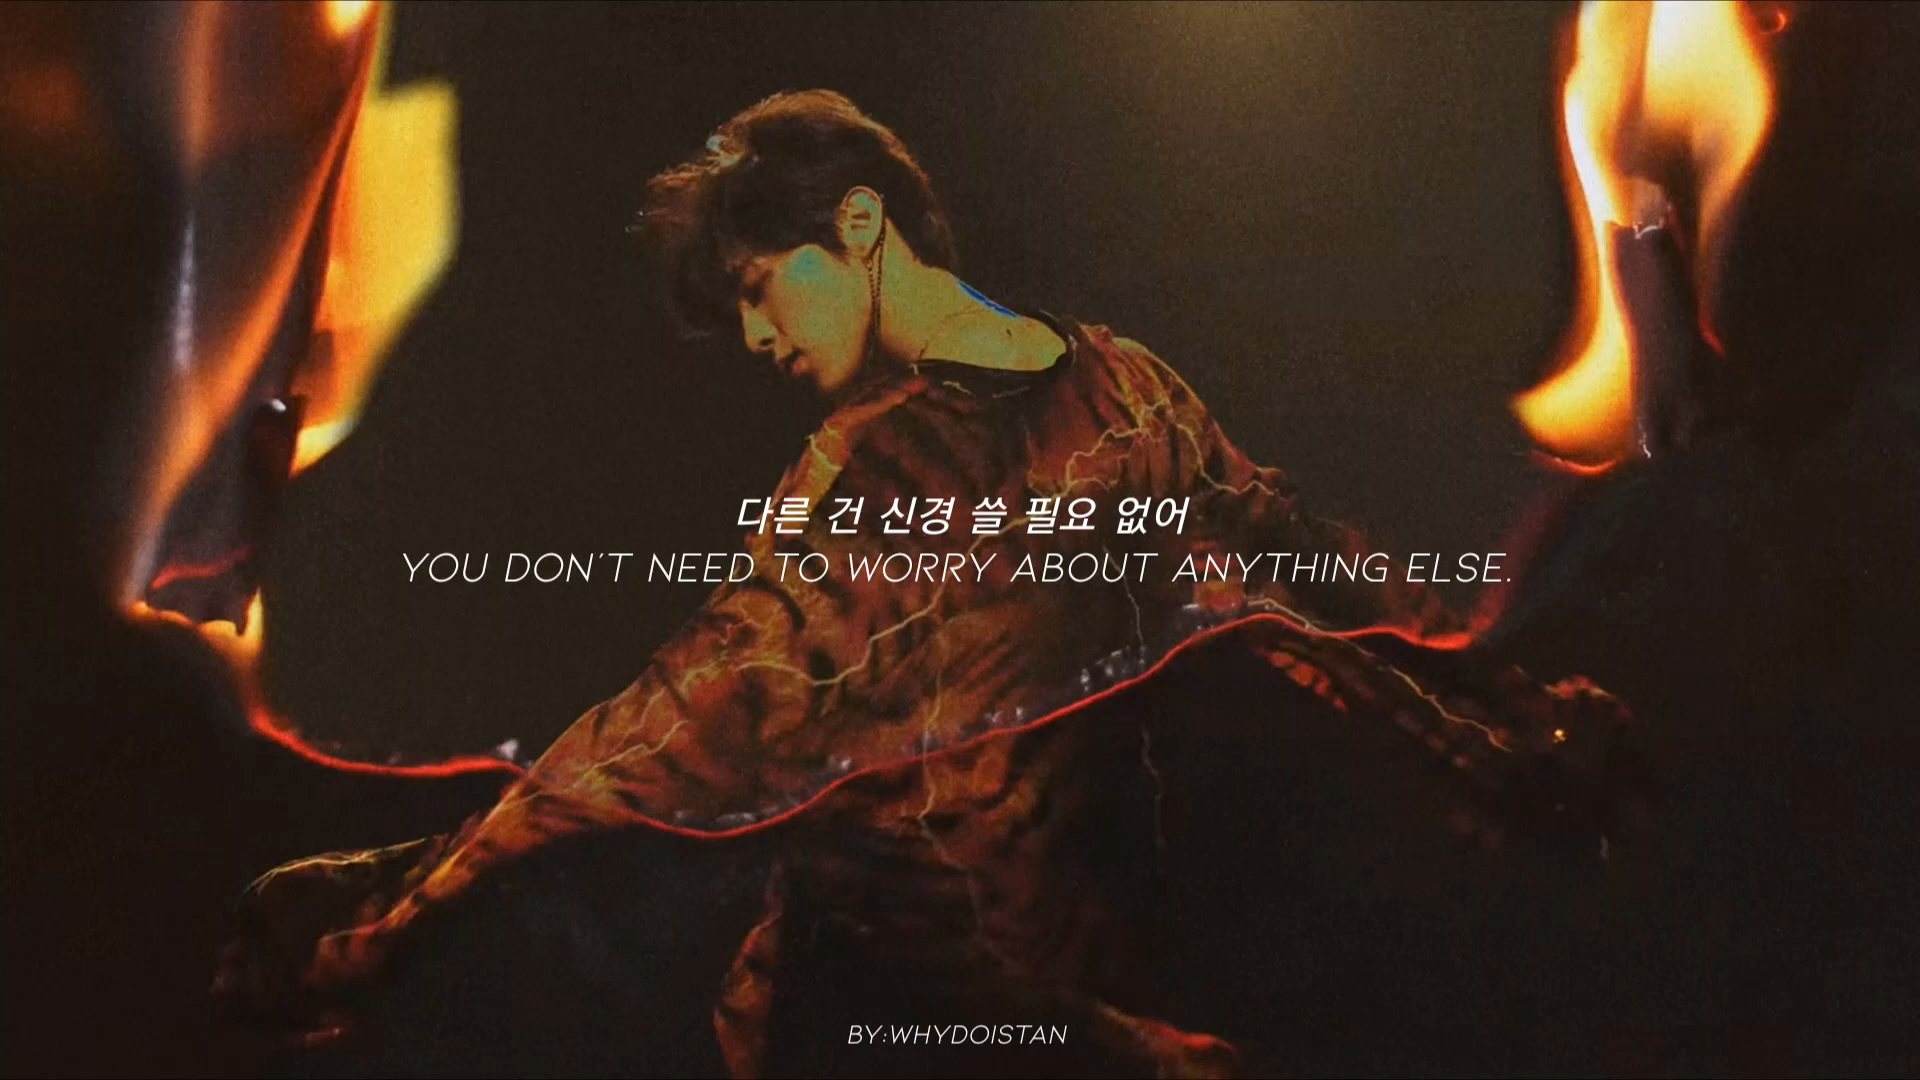 다른 건 신경 쓸 필요 없어
YOU DON'T NEED TO WORRY ABOUT ANYTHING ELSE.
BY:WHYDOISTAN